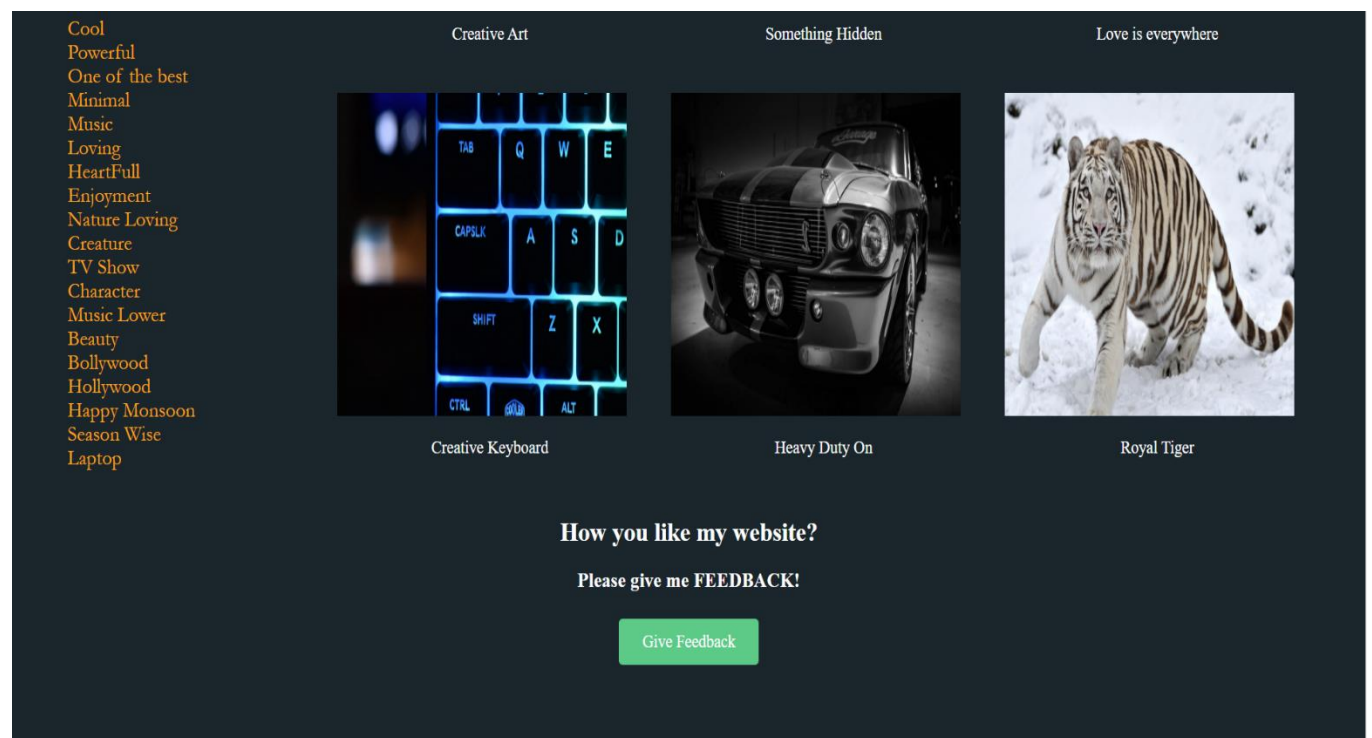 Cool
Powerful
One of the best
Minimal
Music
Loving
HeartFull
Enjoyment
Nature Loving
Creature
TV Show
Character
Music Lower
Beauty
Bollywood
Hollywood
Happy Monsoon
Season Wise
Laptop
Creative Art Something Hidden Love is everywhere
TAB Q W E
CAPSLK A S D
SHIFT Z X
CTRL ALT
Creative Keyboard Heavy Duty On Royal Tiger
How you like my website?
Please give me FEEDBACK!
Give Feedback